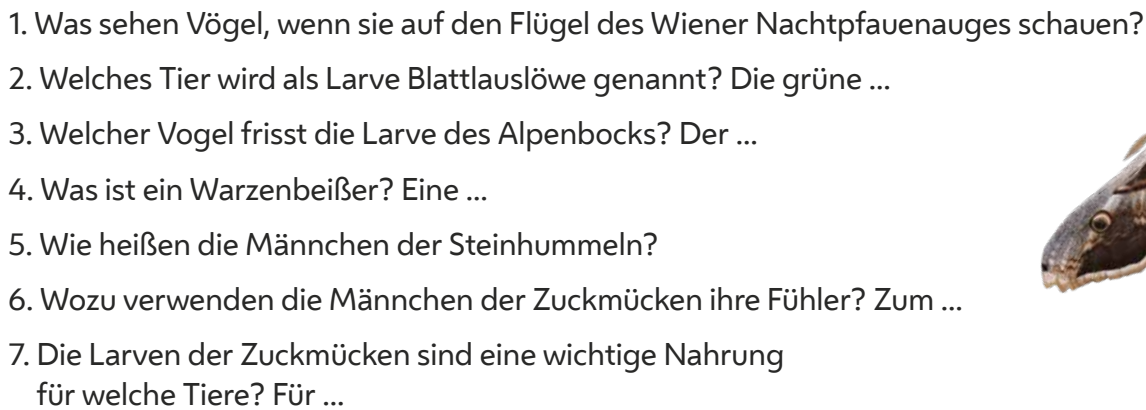 1. Was sehen Vögel, wenn sie auf den Flügel des Wiener Nachtpfauenauges schauen?
2. Welches Tier wird als Larve Blattlauslöwe genannt? Die grüne ...
3. Welcher Vogel frisst die Larve des Alpenbocks? Der ...
4. Was ist ein Warzenbeißer? Eine ...
5. Wie heißen die Männchen der Steinhummeln?
6. Wozu verwenden die Männchen der Zuckmücken ihre Fühler? Zum ...
7. Die Larven der Zuckmücken sind eine wichtige Nahrung
für welche Tiere? Für ...